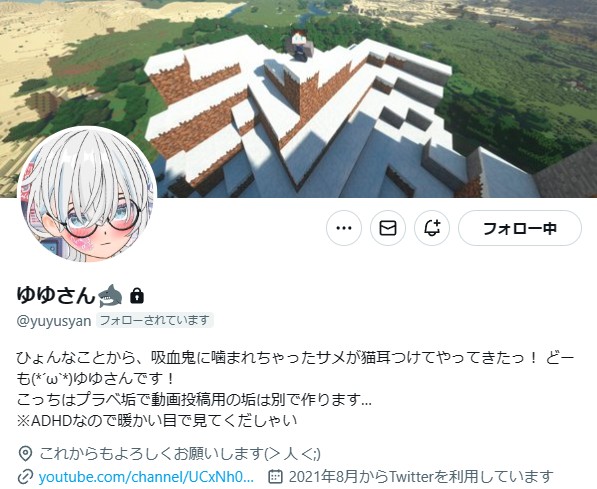 フォロー中
ゆゆさん🦈🔒
@yuyusyan フォローされています
ひょんなことから、吸血鬼に噛まれちゃったサメが猫耳つけてやってきたっ！ どー
も(*´ω`*)ゆゆさんです！
こっちはプラベ垢で動画投稿用の垢は別で作ります...
※ADHDなので暖かい目で見てくだしゃい
これからもよろしくお願いします(＞人＜;)
youtube.com/channel/UCxNh0... 2021年8月からTwitterを利用しています